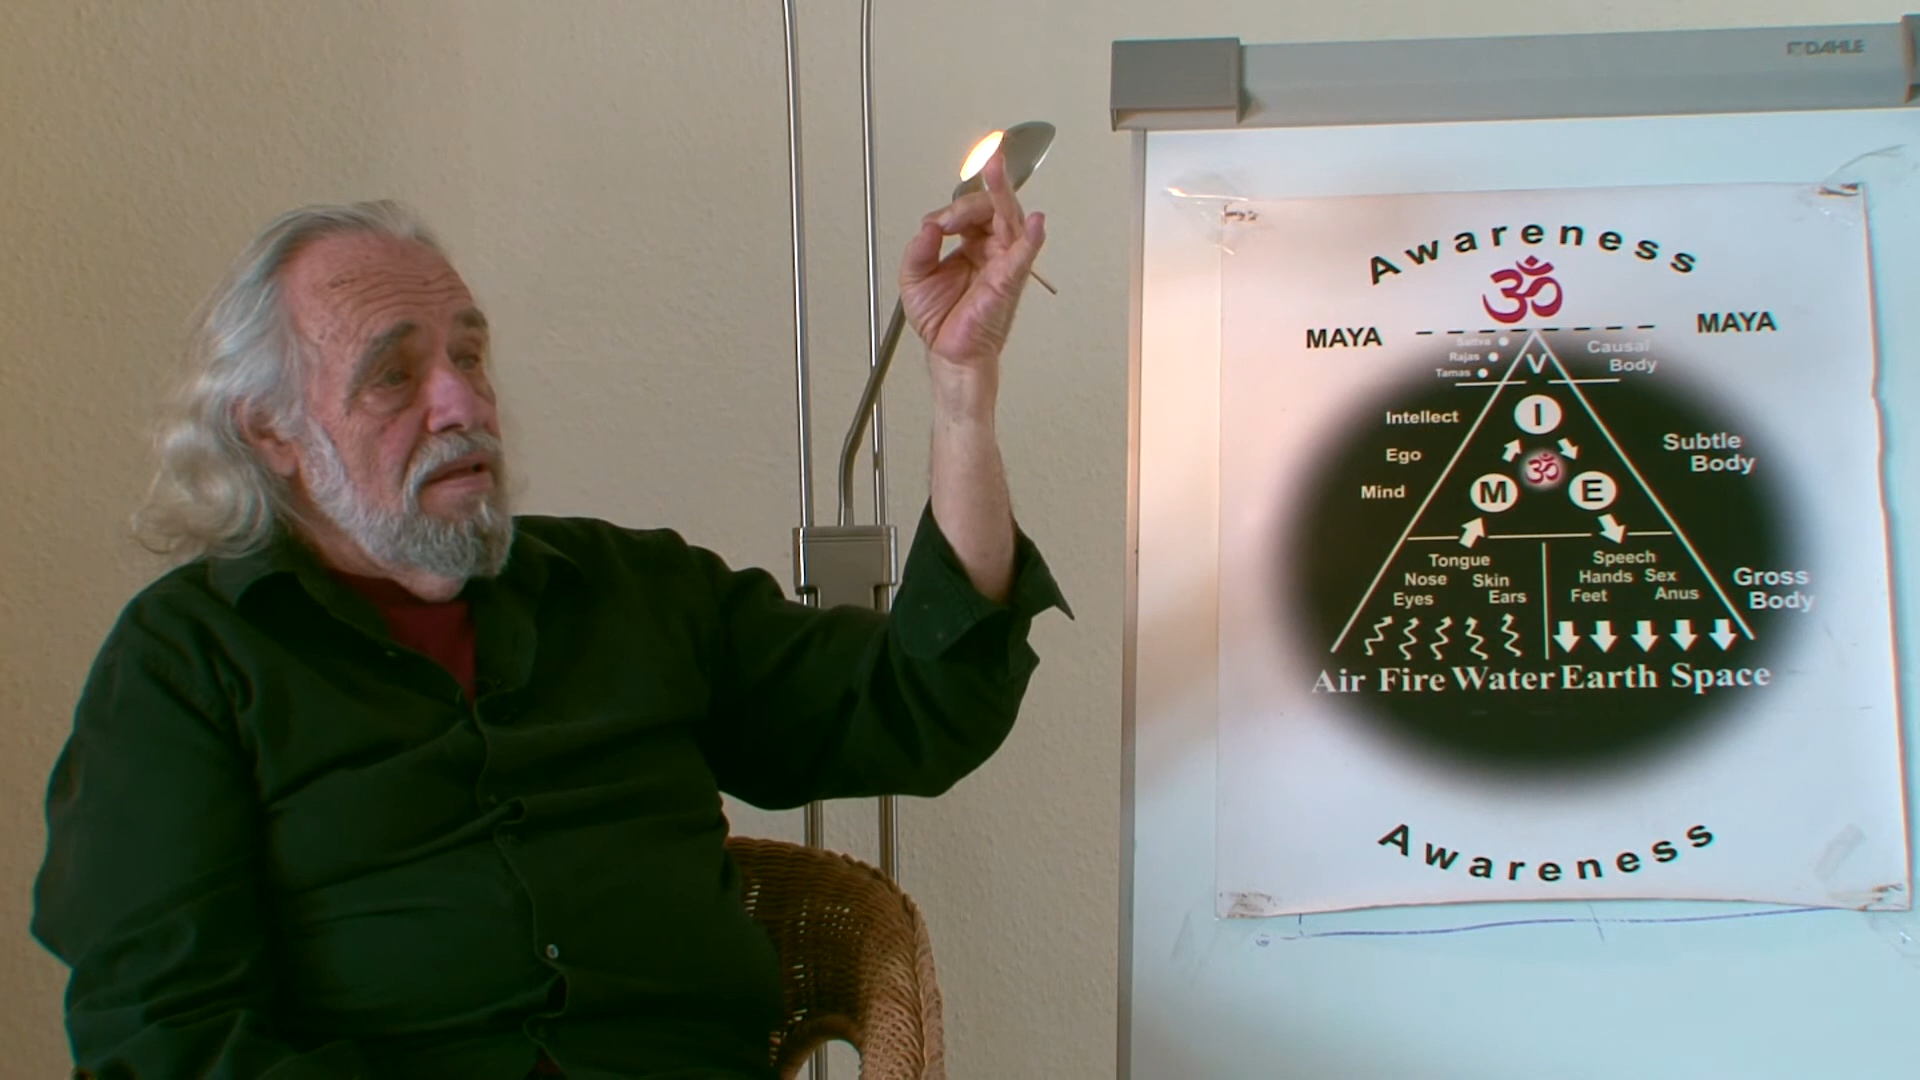 DAHLE
Awareness
ॐ
MAYA MAYA
Sattva
Rajas
Tamas
V
Causal
Body
Intellect
I
Ego
ॐ
Subtle
Body
Mind
M E
Tongue
Nose Skin
Eyes Ears
Speech
Hands Sex
Feet Anus
Gross
Body
Air Fire Water Earth Space
Awareness